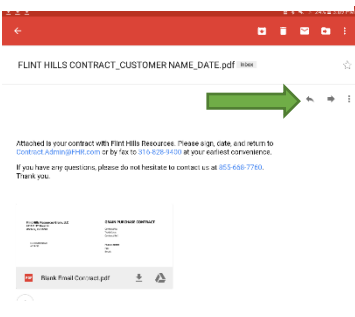 FLINT HILLS CONTRACT_CUSTOMER
NAME_DATE.pdf Inbox
Attached is your contract with Flint Hills Resources. Please sign, date, and return to
Contract.Admin@FHR.com or by fax to 316-828-9400 at your earliest convenience.
If you have any questions, please do not hesitate to contact us at 855-668-7760.
Thank you.
GRAIN PURCHASE CONTRACT
PDF
Blank Email Contract.pdf